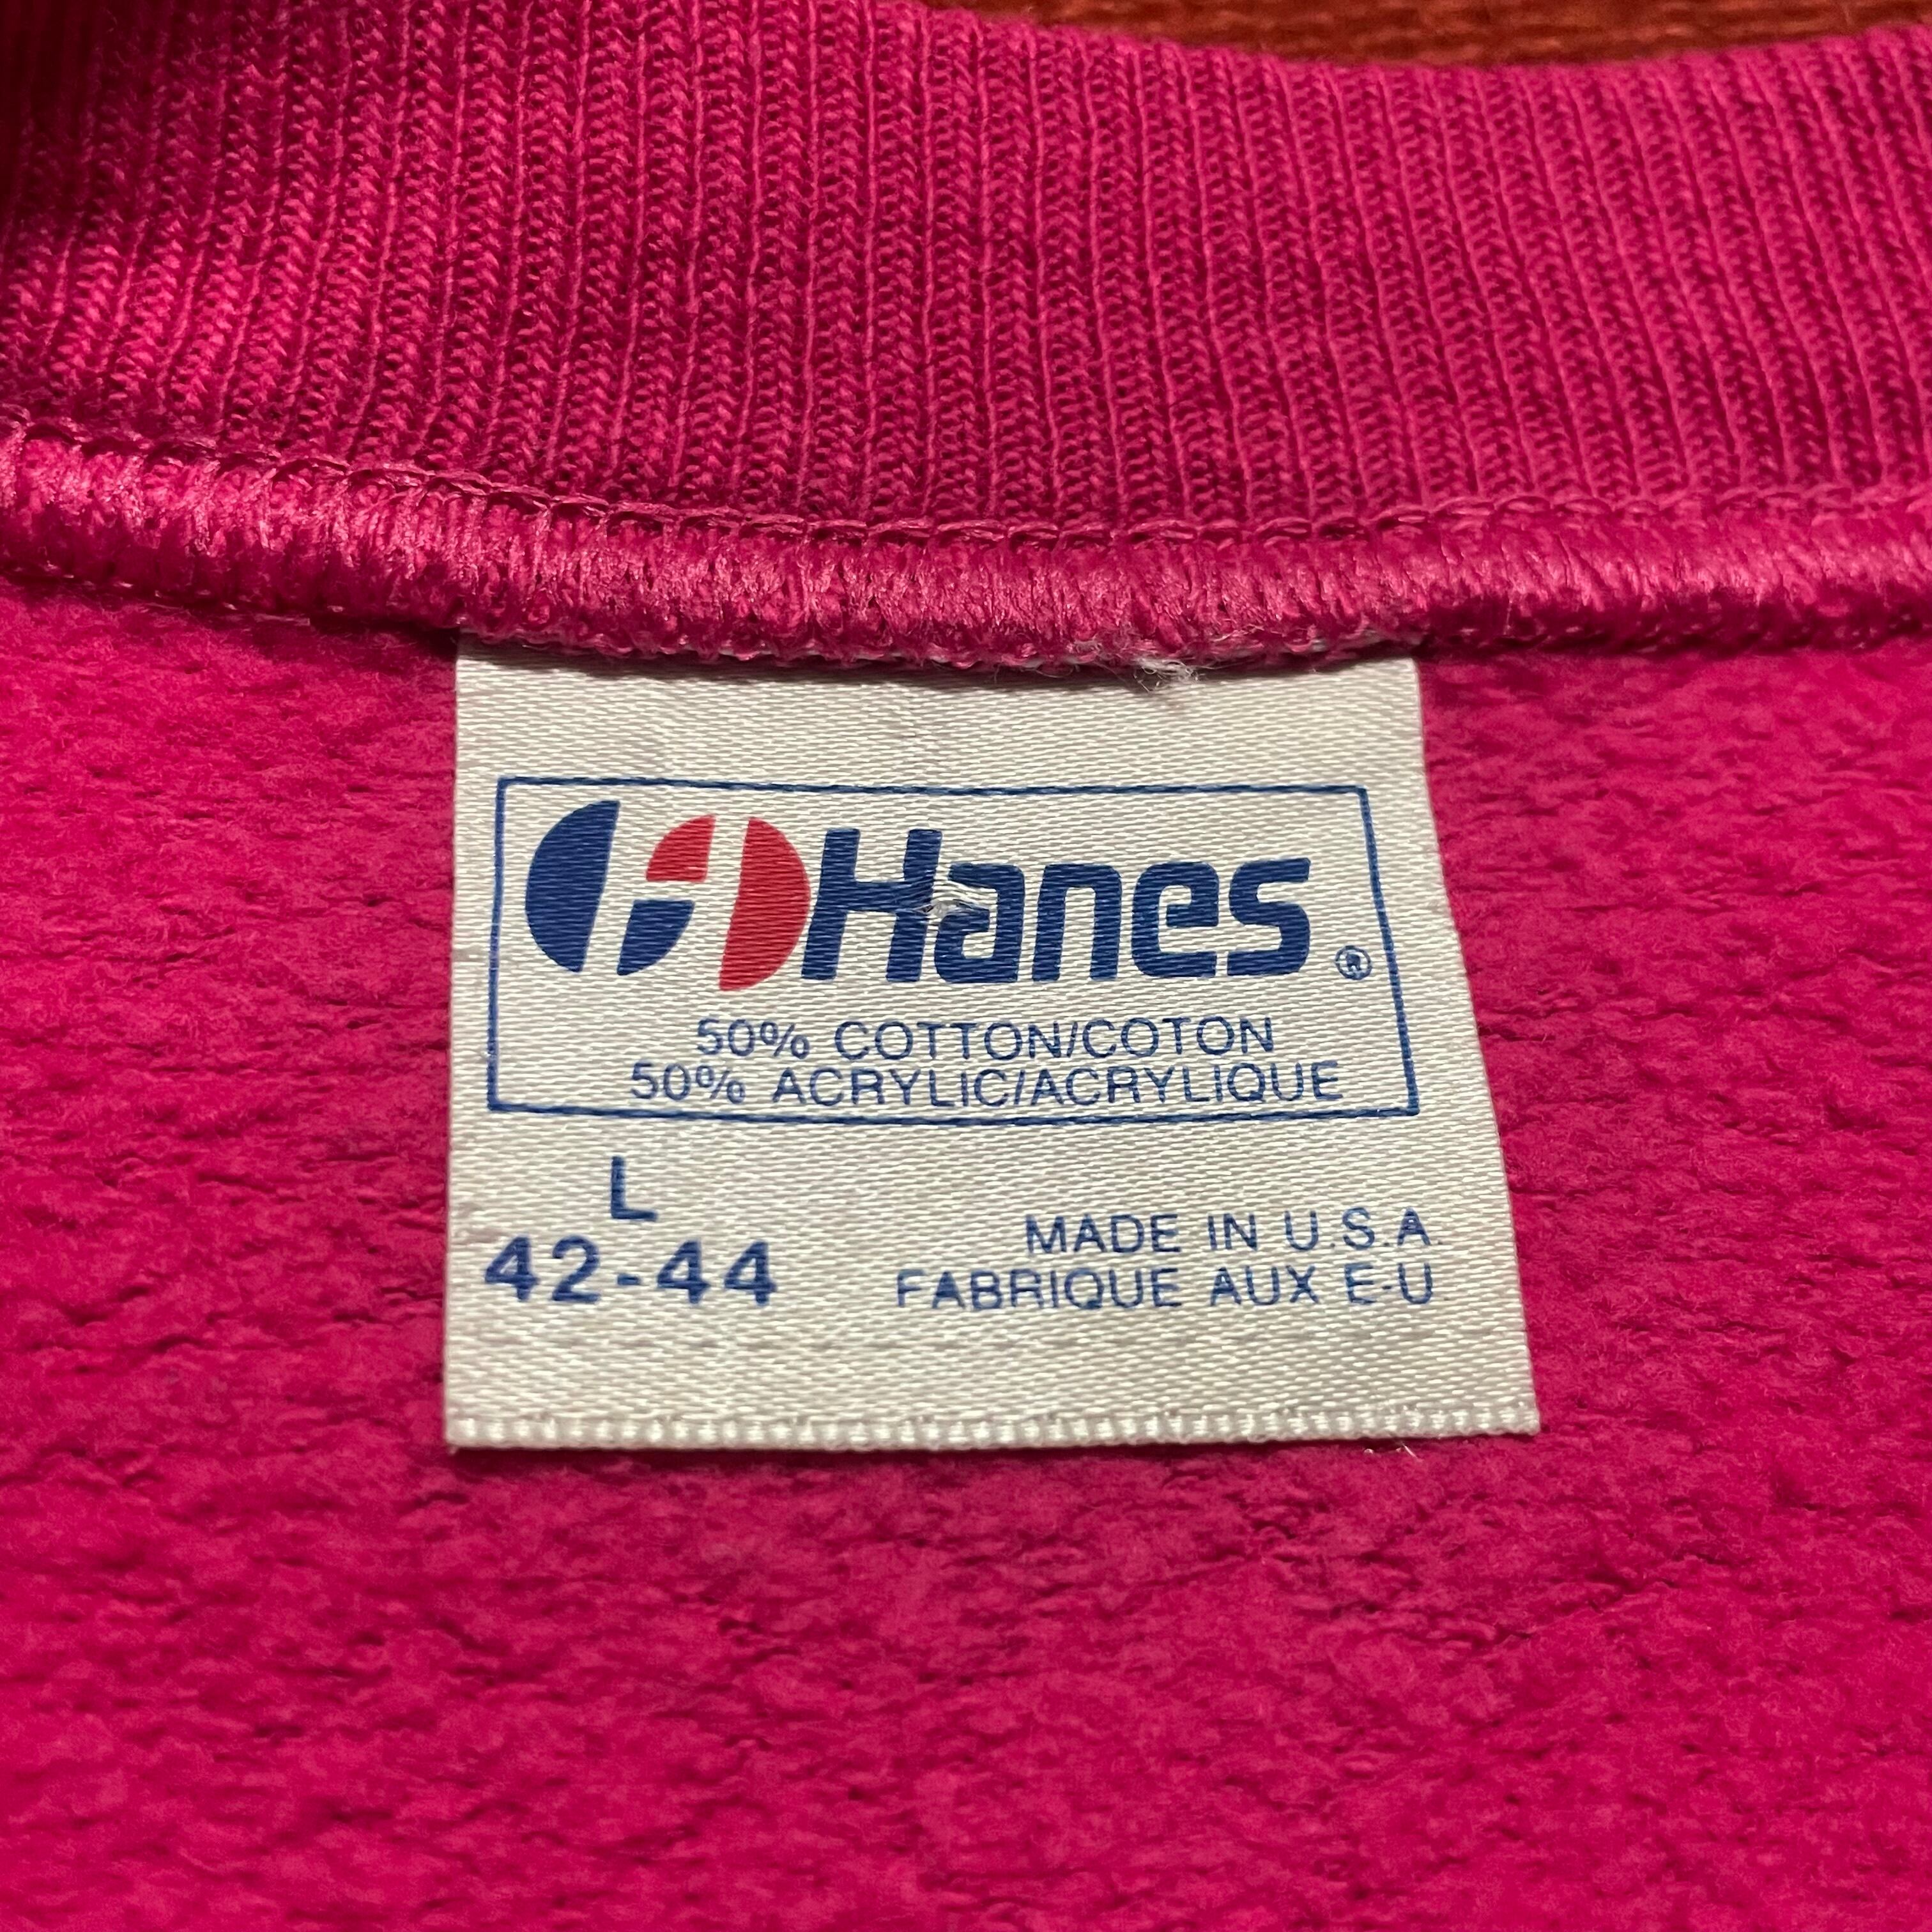 Hanes®
50% COTTON/COTON
50% ACRYLIC/ACRYLIQUE
L
42-44
MADE IN U.S.A.
FABRIQUE AUX E-U